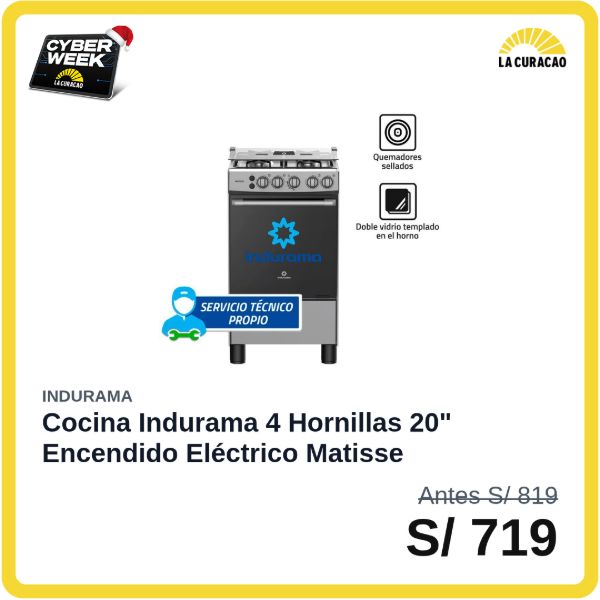 CYBER
WEEK
LA CURACAO
LA CURACAO
Quemadores
sellados
Doble vidrio templado
en el horno
indurama
SERVICIO TÉCNICO
PROPIO
INDURAMA
Cocina Indurama 4 Hornillas 20"
Encendido Eléctrico Matisse
Antes S/ 819
S/ 719